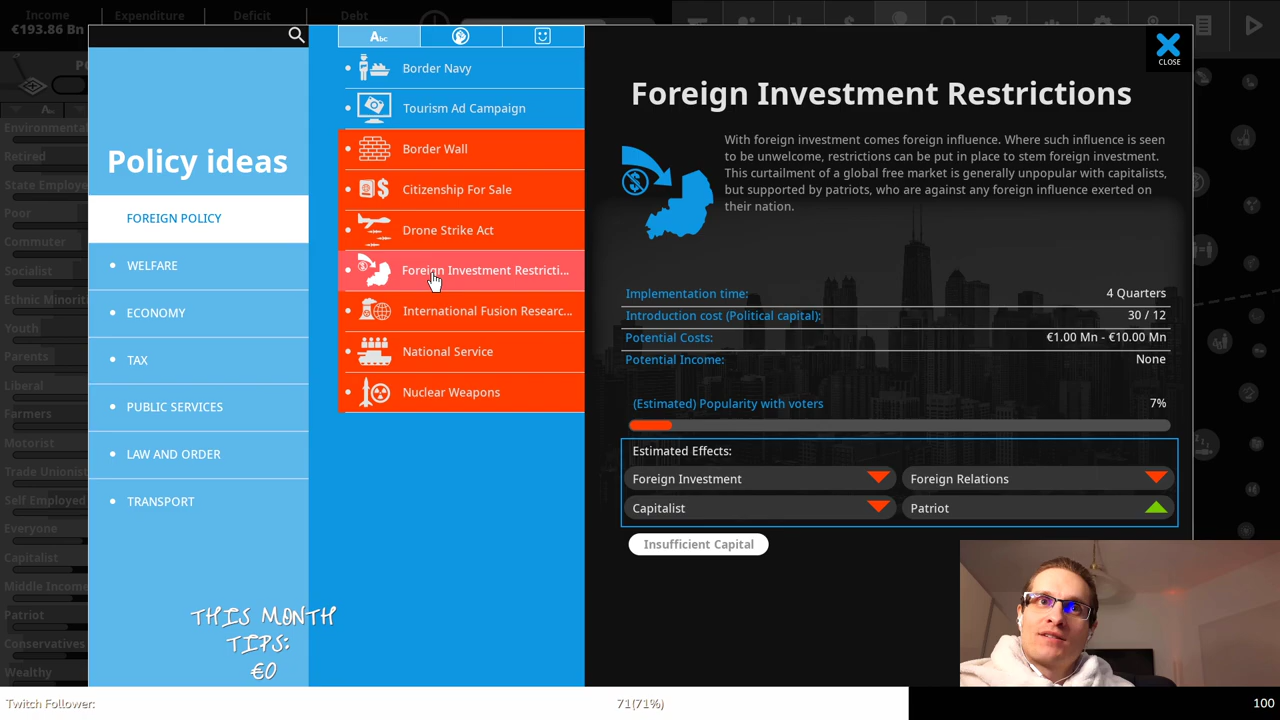 Income
Expenditure
Deficit
Debt
€193.86 Bn
Policy ideas
FOREIGN POLICY
WELFARE
ECONOMY
TAX
PUBLIC SERVICES
LAW AND ORDER
TRANSPORT
Abc
Border Navy
Tourism Ad Campaign
Border Wall
Citizenship For Sale
Drone Strike Act
Foreign Investment Restricti...
International Fusion Researc...
National Service
Nuclear Weapons
CLOSE
Foreign Investment Restrictions
With foreign investment comes foreign influence. Where such influence is seen
to be unwelcome, restrictions can be put in place to stem foreign investment.
This curtailment of a global free market is generally unpopular with capitalists,
but supported by patriots, who are against any foreign influence exerted on
their nation.
Implementation time: 4 Quarters
Introduction cost (Political capital): 30 / 12
Potential Costs: €1.00 Mn - €10.00 Mn
Potential Income: None
(Estimated) Popularity with voters 7%
Estimated Effects:
Foreign Investment
Foreign Relations
Capitalist
Patriot
Insufficient Capital
Environmental
Retired
State Employe
Poor
Commuter
Socialist
Ethnic Minoriti
Youth
Parents
Liberal
Farmers
Motorist
Trade Unionist
Self Employed
Everyone
Capitalist
Middle Income
Patriot
Conservatives
Wealthy
THIS MONTH
TIPS:
€0
Twitch Follower: 71(71%) 100